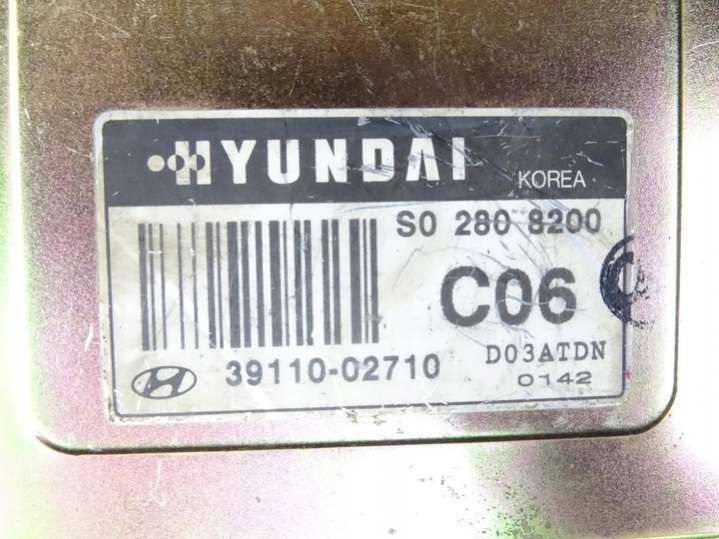 HYUNDAI KOREA
S0 280 8200
C06
39110-02710 D03ATDN
0142